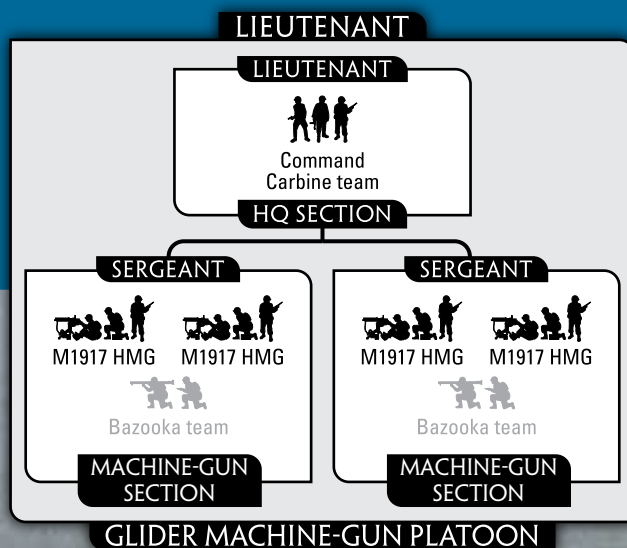 LIEUTENANT
LIEUTENANT
Command
Carbine team
HQ SECTION
SERGEANT
M1917 HMG M1917 HMG
Bazooka team
MACHINE-GUN
SECTION
SERGEANT
M1917 HMG M1917 HMG
Bazooka team
MACHINE-GUN
SECTION
GLIDER MACHINE-GUN PLATOON